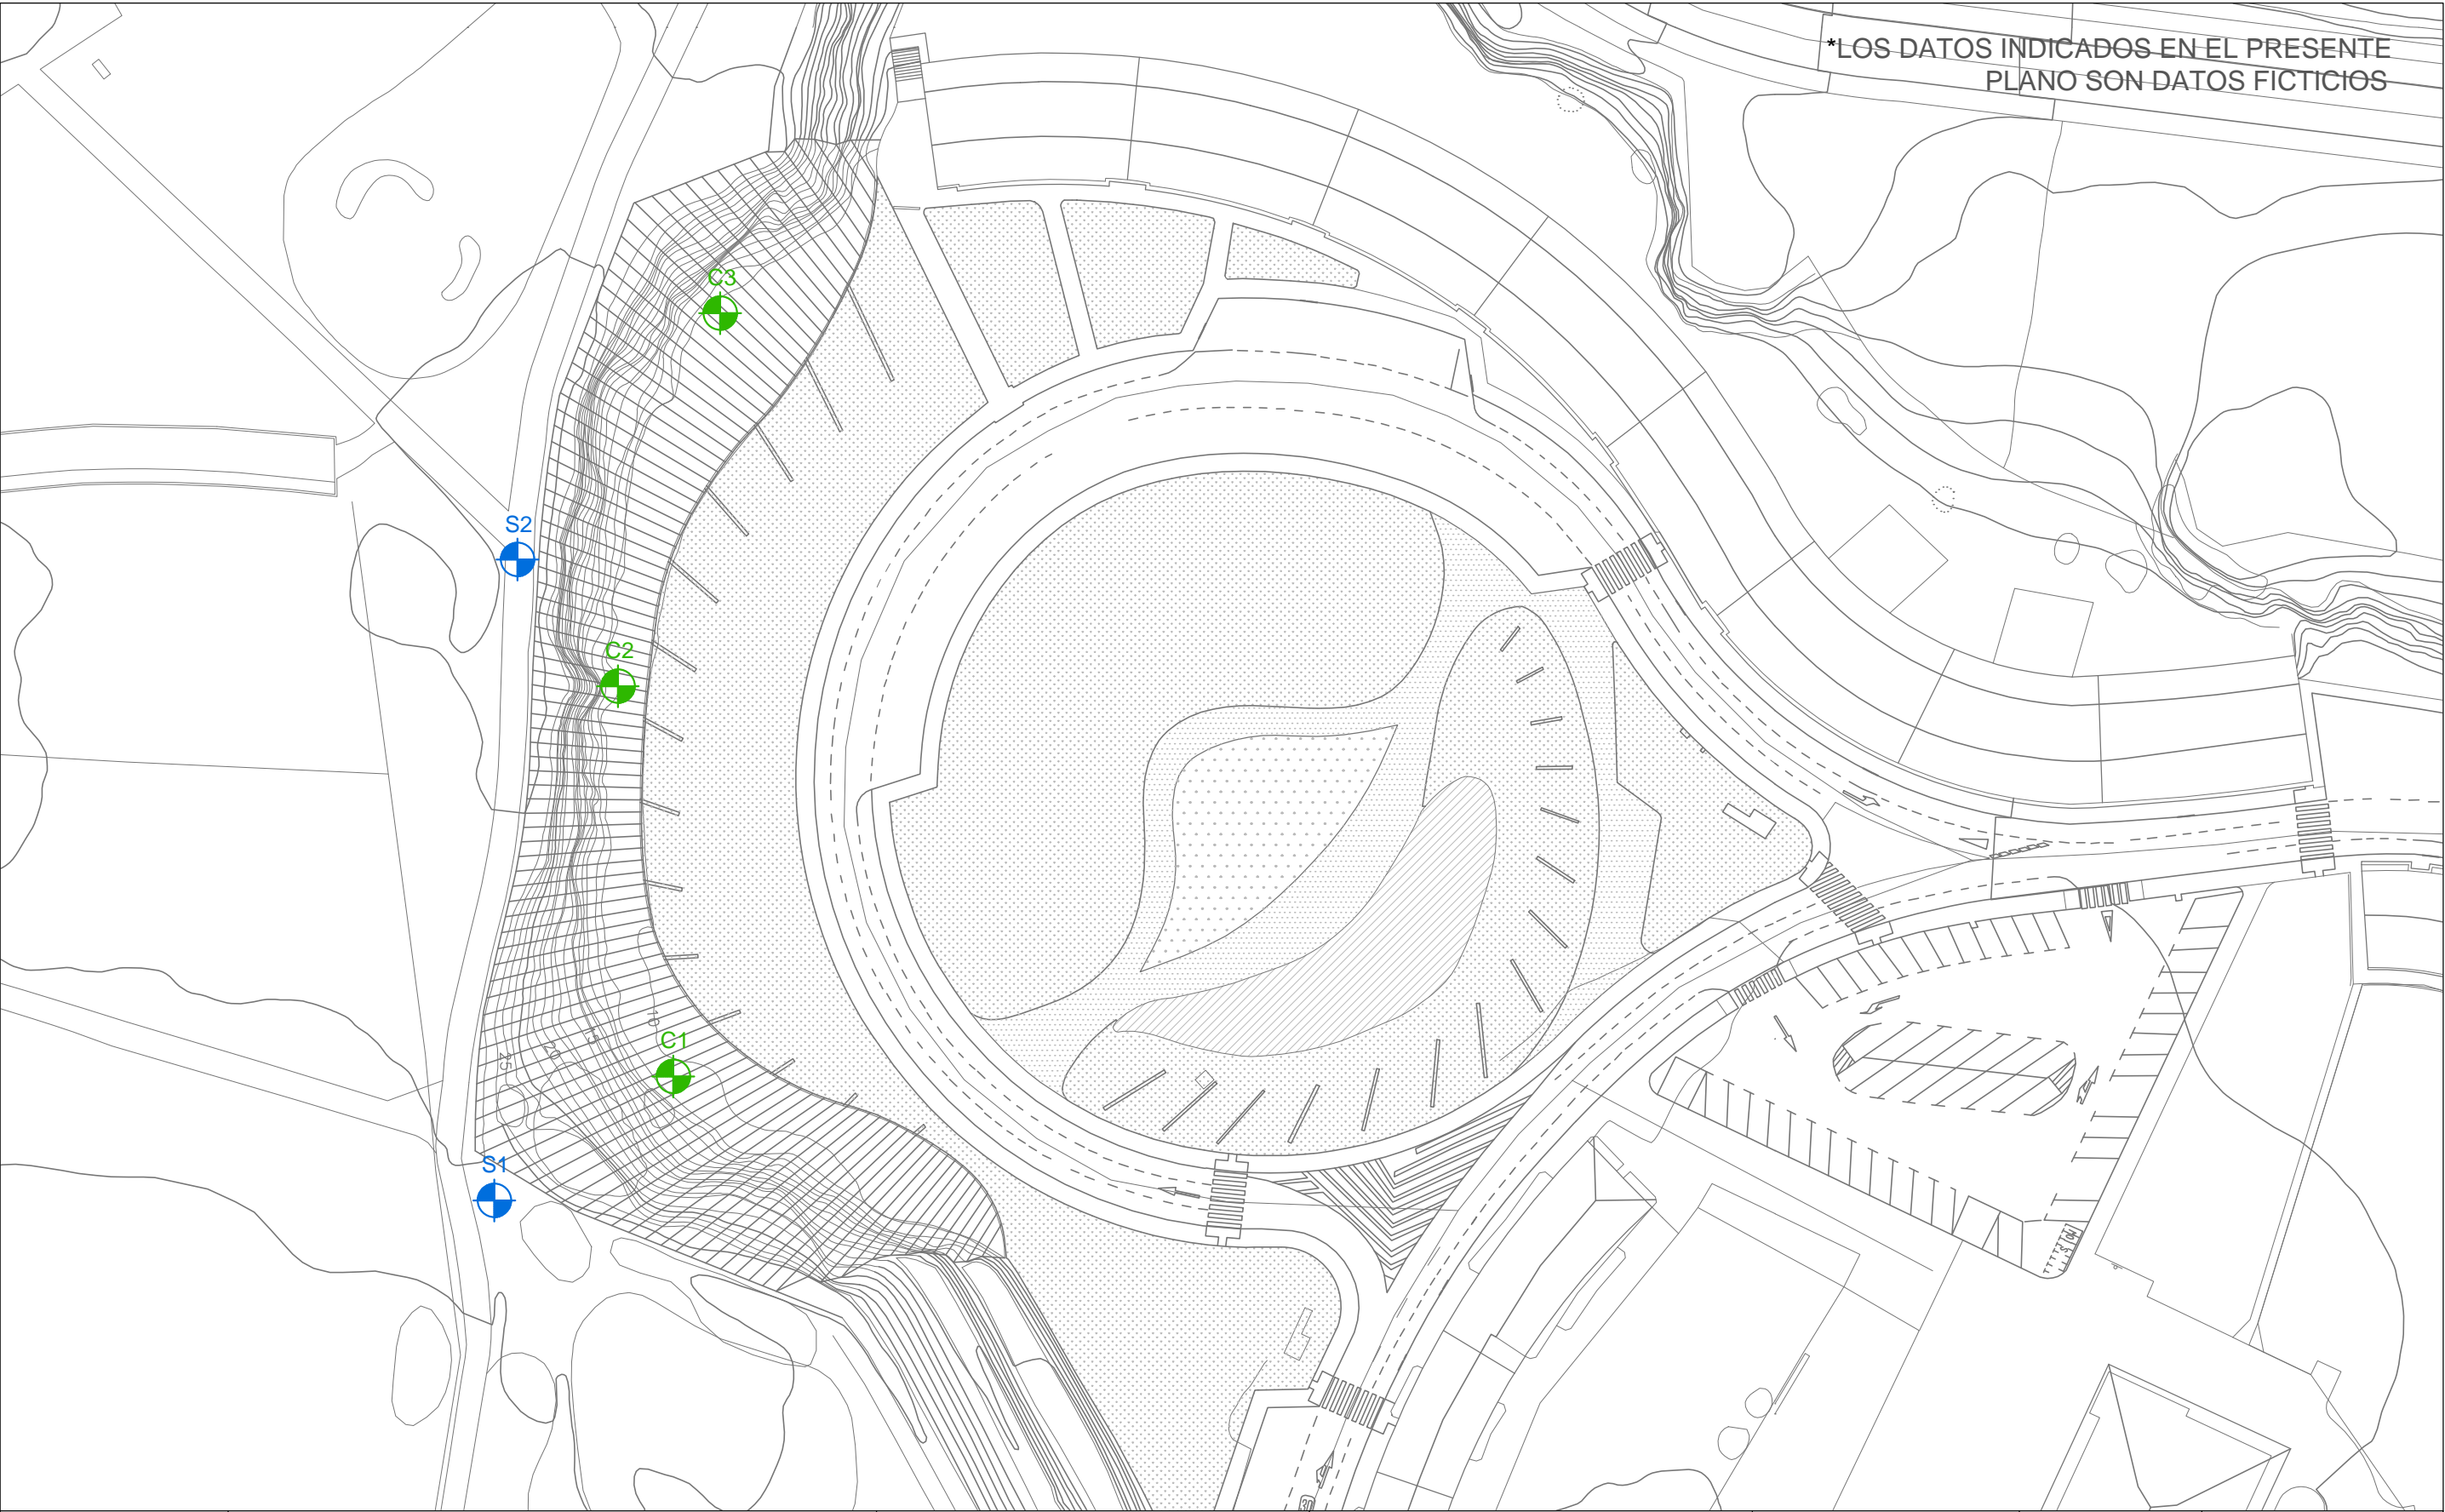 *LOS DATOS INDICADOS EN EL PRESENTE
PLANO SON DATOS FICTICIOS
C3
S2
C2
10
15
20
25
C1
S1
30